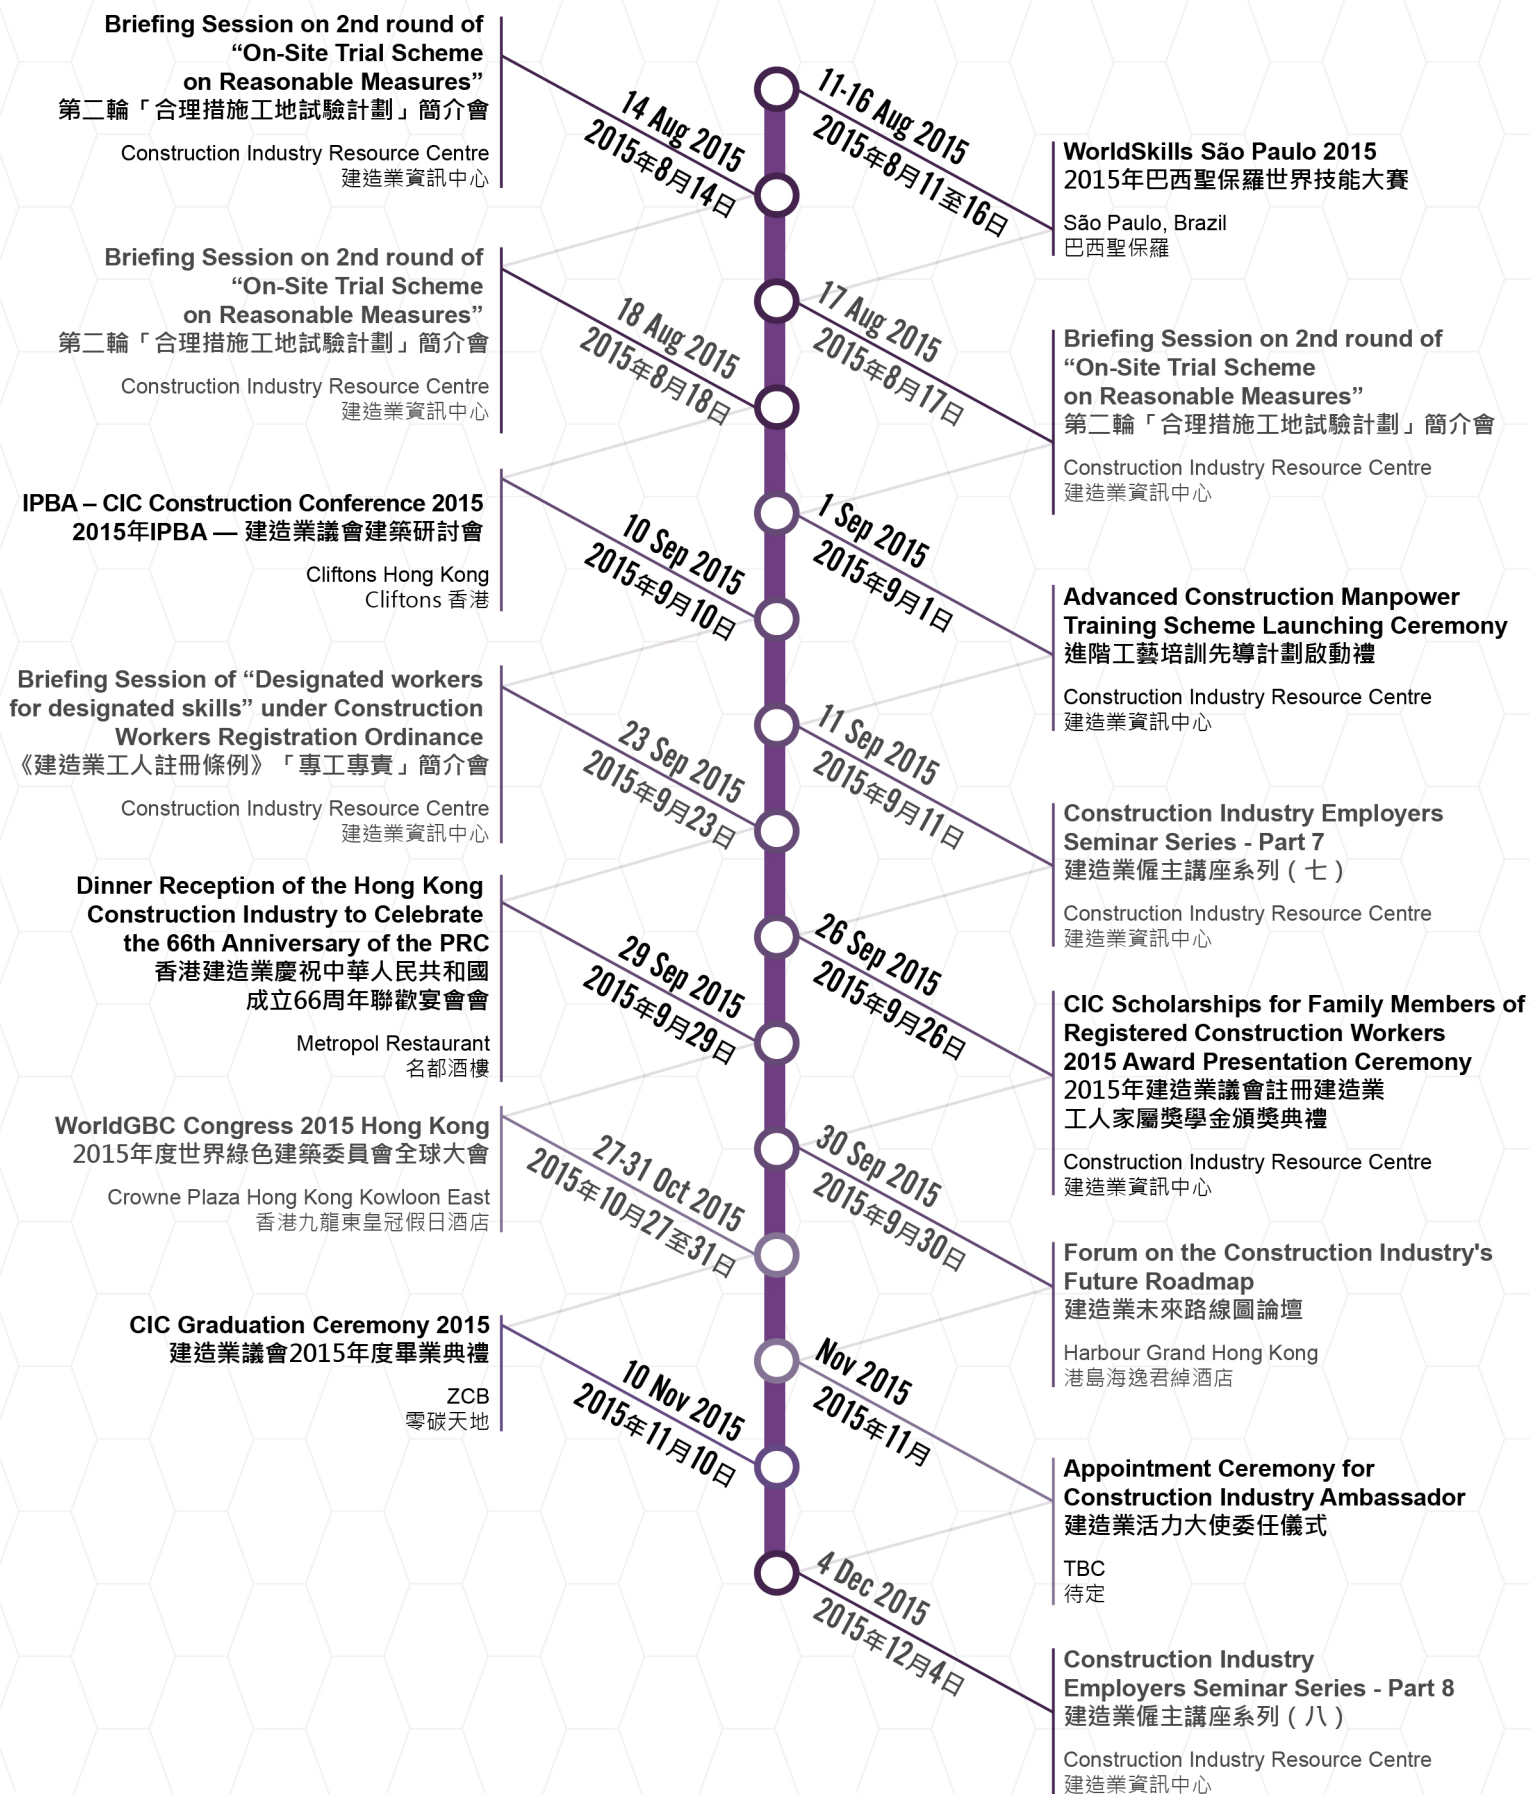 11-16 Aug 2015
2015年8月11至16日
WorldSkills São Paulo 2015
2015年巴西聖保羅世界技能大賽
São Paulo, Brazil
巴西聖保羅
Briefing Session on 2nd round of
“On-Site Trial Scheme
on Reasonable Measures”
第二輪「合理措施工地試驗計劃」簡介會
Construction Industry Resource Centre
建造業資訊中心
14 Aug 2015
2015年8月14日
17 Aug 2015
2015年8月17日
Briefing Session on 2nd round of
“On-Site Trial Scheme
on Reasonable Measures”
第二輪「合理措施工地試驗計劃」簡介會
Construction Industry Resource Centre
建造業資訊中心
Briefing Session on 2nd round of
“On-Site Trial Scheme
on Reasonable Measures”
第二輪「合理措施工地試驗計劃」簡介會
Construction Industry Resource Centre
建造業資訊中心
18 Aug 2015
2015年8月18日
1 Sep 2015
2015年9月1日
Advanced Construction Manpower
Training Scheme Launching Ceremony
進階工藝培訓先導計劃啟動禮
Construction Industry Resource Centre
建造業資訊中心
IPBA – CIC Construction Conference 2015
2015年IPBA — 建造業議會建築研討會
Cliftons Hong Kong
Cliftons 香港
10 Sep 2015
2015年9月10日
11 Sep 2015
2015年9月11日
Construction Industry Employers
Seminar Series - Part 7
建造業僱主講座系列（七）
Construction Industry Resource Centre
建造業資訊中心
Briefing Session of “Designated workers
for designated skills” under Construction
Workers Registration Ordinance
《建造業工人註冊條例》「專工專責」簡介會
Construction Industry Resource Centre
建造業資訊中心
23 Sep 2015
2015年9月23日
26 Sep 2015
2015年9月26日
CIC Scholarships for Family Members of
Registered Construction Workers
2015 Award Presentation Ceremony
2015年建造業議會註冊建造業
工人家屬獎學金頒獎典禮
Construction Industry Resource Centre
建造業資訊中心
Dinner Reception of the Hong Kong
Construction Industry to Celebrate
the 66th Anniversary of the PRC
香港建造業慶祝中華人民共和國
成立66周年聯歡宴會會
Metropol Restaurant
名都酒樓
29 Sep 2015
2015年9月29日
30 Sep 2015
2015年9月30日
Forum on the Construction Industry's
Future Roadmap
建造業未來路線圖論壇
Harbour Grand Hong Kong
港島海逸君綽酒店
WorldGBC Congress 2015 Hong Kong
2015年度世界綠色建築委員會全球大會
Crowne Plaza Hong Kong Kowloon East
香港九龍東皇冠假日酒店
27-31 Oct 2015
2015年10月27至31日
Nov 2015
2015年11月
Appointment Ceremony for
Construction Industry Ambassador
建造業活力大使委任儀式
TBC
待定
CIC Graduation Ceremony 2015
建造業議會2015年度畢業典禮
ZCB
零碳天地
10 Nov 2015
2015年11月10日
4 Dec 2015
2015年12月4日
Construction Industry
Employers Seminar Series - Part 8
建造業僱主講座系列（八）
Construction Industry Resource Centre
建造業資訊中心